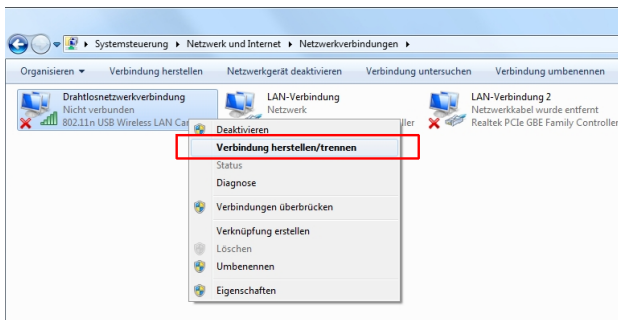 Systemsteuerung ▸ Netzwerk und Internet ▸ Netzwerkverbindungen ▸
Organisieren ▾ Verbindung herstellen Netzwerkgerät deaktivieren Verbindung untersuchen Verbindung umbenennen
Drahtlosnetzwerkverbindung
Nicht verbunden
802.11n USB Wireless LAN Car
LAN-Verbindung
Netzwerk
ller
LAN-Verbindung 2
Netzwerkkabel wurde entfernt
Realtek PCIe GBE Family Controller
Deaktivieren
Verbindung herstellen/trennen
Status
Diagnose
Verbindungen überbrücken
Verknüpfung erstellen
Löschen
Umbenennen
Eigenschaften